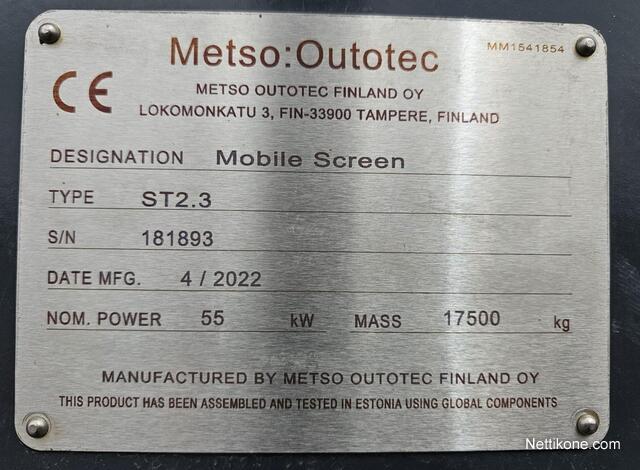 Metso:Outotec
MM1541854
CE
METSO OUTOTEC FINLAND OY
LOKOMONKATU 3, FIN-33900 TAMPERE, FINLAND
DESIGNATION Mobile Screen
TYPE ST2.3
S/N 181893
DATE MFG. 4 / 2022
NOM. POWER 55 kW MASS 17500 kg
MANUFACTURED BY METSO OUTOTEC FINLAND OY
THIS PRODUCT HAS BEEN ASSEMBLED AND TESTED IN ESTONIA USING GLOBAL COMPONENTS
Nettikone.com